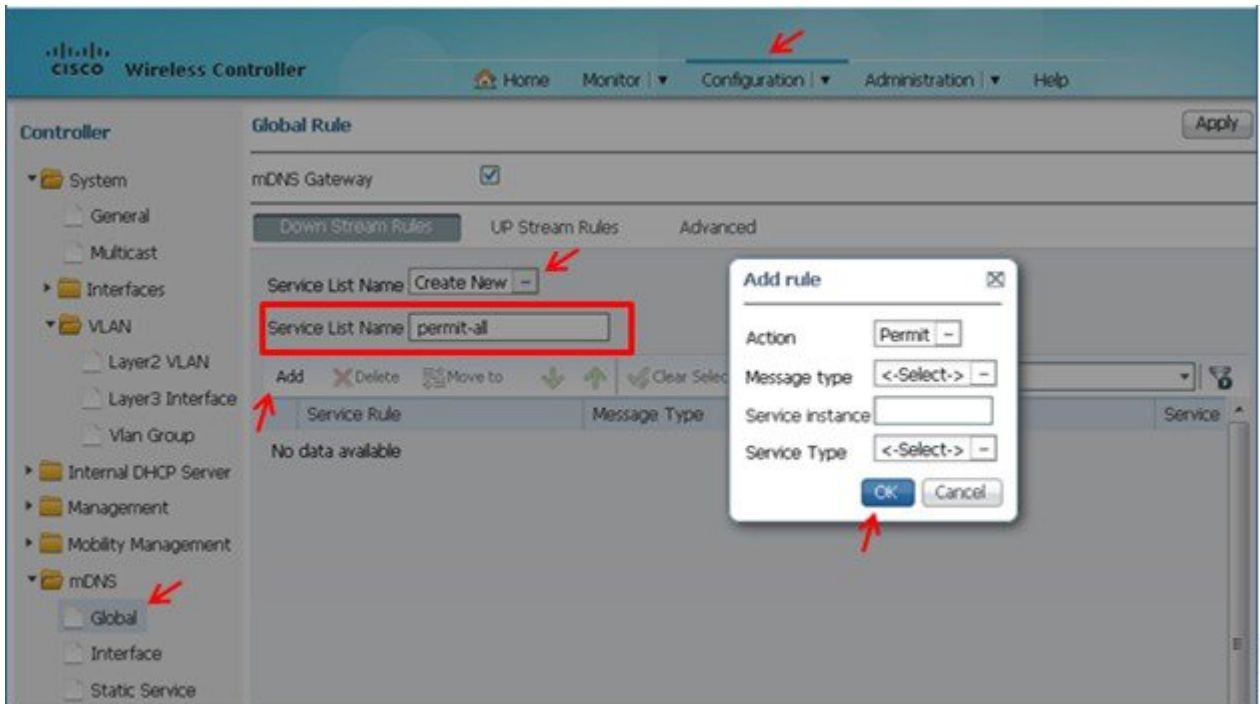 CISCO Wireless Controller
Home Monitor Configuration Administration Help
Controller
System
General
Multicast
Interfaces
VLAN
Layer2 VLAN
Layer3 Interface
Vlan Group
Internal DHCP Server
Management
Mobility Management
mDNS
Global
Interface
Static Service
Global Rule
Apply
mDNS Gateway
Down Stream Rules UP Stream Rules Advanced
Service List Name Create New
Service List Name permit-all
Add Delete Move to Clear Selec
Service Rule Message Type Service
No data available
Add rule
Action Permit
Message type <-Select->
Service instance
Service Type <-Select->
OK Cancel